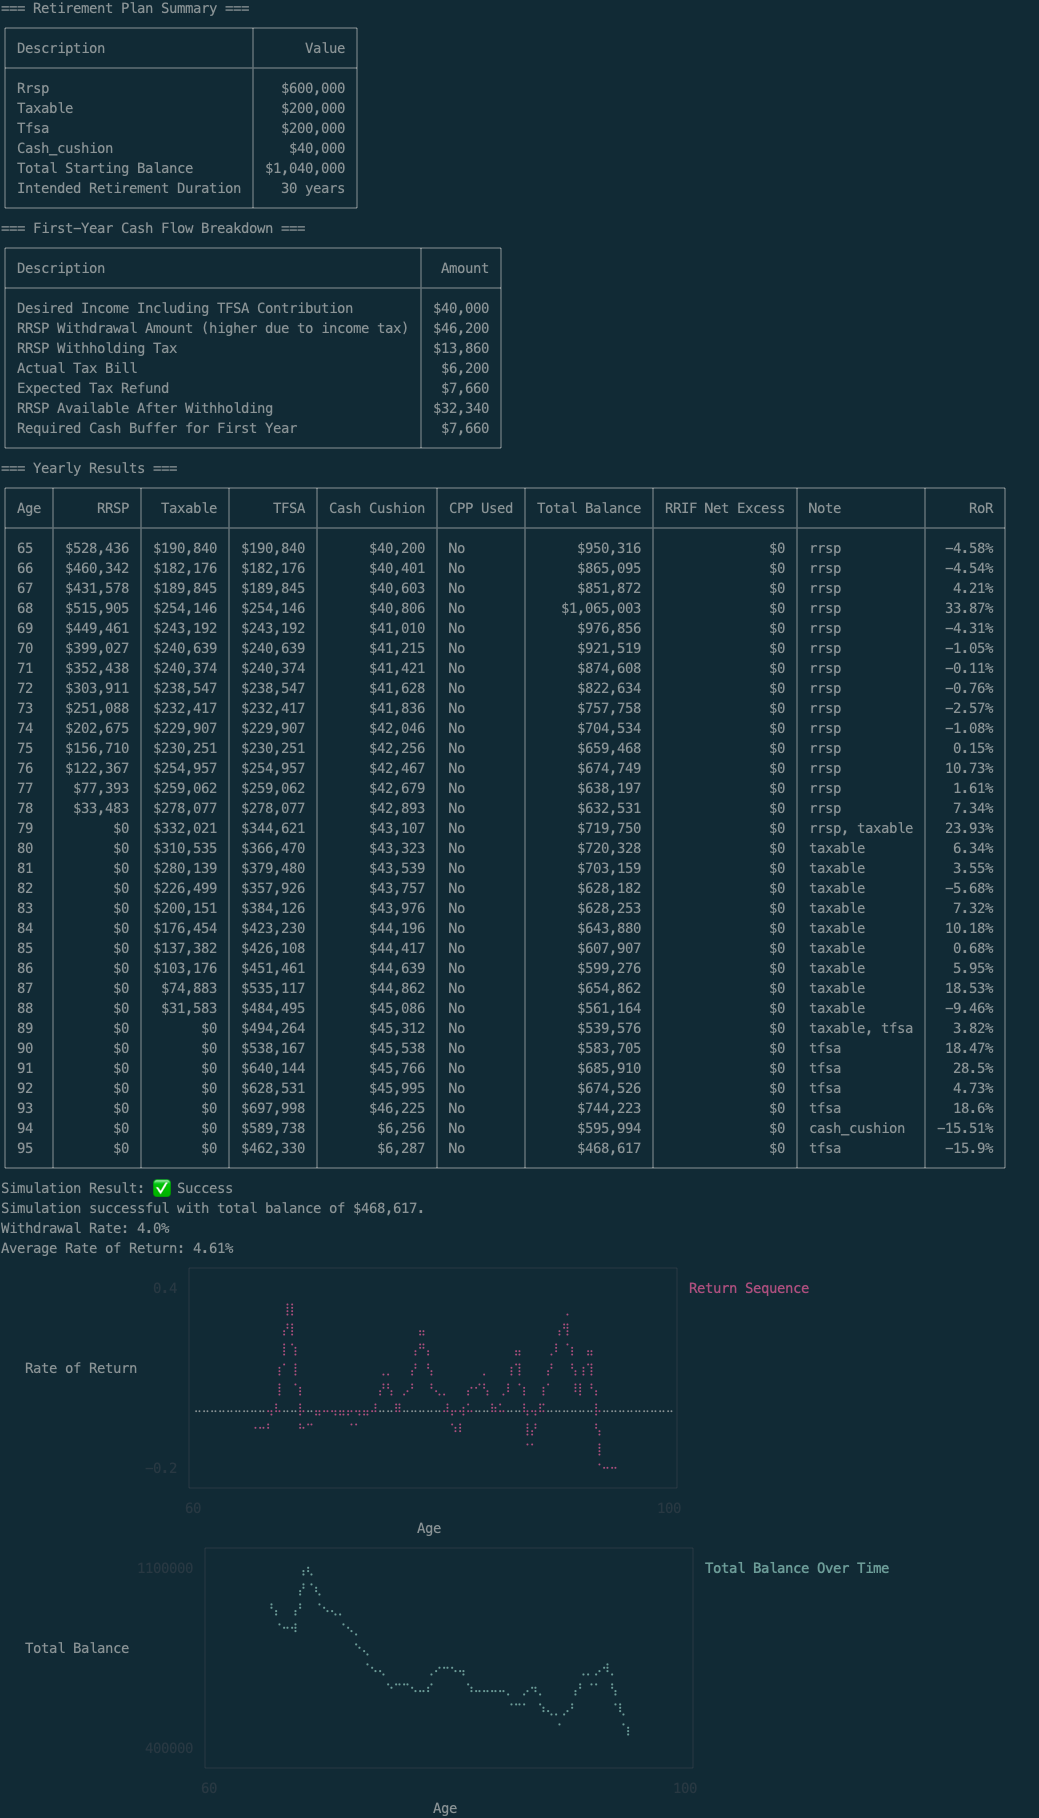 === Retirement Plan Summary ===
Description Value
Rrsp $600,000
Taxable $200,000
Tfsa $200,000
Cash_cushion $40,000
Total Starting Balance $1,040,000
Intended Retirement Duration 30 years
=== First-Year Cash Flow Breakdown ===
Description Amount
Desired Income Including TFSA Contribution $40,000
RRSP Withdrawal Amount (higher due to income tax) $46,200
RRSP Withholding Tax $13,860
Actual Tax Bill $6,200
Expected Tax Refund $7,660
RRSP Available After Withholding $32,340
Required Cash Buffer for First Year $7,660
=== Yearly Results ===
Age RRSP Taxable TFSA Cash Cushion CPP Used Total Balance RRIF Net Excess Note RoR
65 $528,436 $190,840 $190,840 $40,200 No $950,316 $0 rrsp -4.58%
66 $460,342 $182,176 $182,176 $40,401 No $865,095 $0 rrsp -4.54%
67 $431,578 $189,845 $189,845 $40,603 No $851,872 $0 rrsp 4.21%
68 $515,905 $254,146 $254,146 $40,806 No $1,065,003 $0 rrsp 33.87%
69 $449,461 $243,192 $243,192 $41,010 No $976,856 $0 rrsp -4.31%
70 $399,027 $240,639 $240,639 $41,215 No $921,519 $0 rrsp -1.05%
71 $352,438 $240,374 $240,374 $41,421 No $874,608 $0 rrsp -0.11%
72 $303,911 $238,547 $238,547 $41,628 No $822,634 $0 rrsp -0.76%
73 $251,088 $232,417 $232,417 $41,836 No $757,758 $0 rrsp -2.57%
74 $202,675 $229,907 $229,907 $42,046 No $704,534 $0 rrsp -1.08%
75 $156,710 $230,251 $230,251 $42,256 No $659,468 $0 rrsp 0.15%
76 $122,367 $254,957 $254,957 $42,467 No $674,749 $0 rrsp 10.73%
77 $77,393 $259,062 $259,062 $42,679 No $638,197 $0 rrsp 1.61%
78 $33,483 $278,077 $278,077 $42,893 No $632,531 $0 rrsp 7.34%
79 $0 $332,021 $344,621 $43,107 No $719,750 $0 rrsp, taxable 23.93%
80 $0 $310,535 $366,470 $43,323 No $720,328 $0 taxable 6.34%
81 $0 $280,139 $379,480 $43,539 No $703,159 $0 taxable 3.55%
82 $0 $226,499 $357,926 $43,757 No $628,182 $0 taxable -5.68%
83 $0 $200,151 $384,126 $43,976 No $628,253 $0 taxable 7.32%
84 $0 $176,454 $423,230 $44,196 No $643,880 $0 taxable 10.18%
85 $0 $137,382 $426,108 $44,417 No $607,907 $0 taxable 0.68%
86 $0 $103,176 $451,461 $44,639 No $599,276 $0 taxable 5.95%
87 $0 $74,883 $535,117 $44,862 No $654,862 $0 taxable 18.53%
88 $0 $31,583 $484,495 $45,086 No $561,164 $0 taxable -9.46%
89 $0 $0 $494,264 $45,312 No $539,576 $0 taxable, tfsa 3.82%
90 $0 $0 $538,167 $45,538 No $583,705 $0 tfsa 18.47%
91 $0 $0 $640,144 $45,766 No $685,910 $0 tfsa 28.5%
92 $0 $0 $628,531 $45,995 No $674,526 $0 tfsa 4.73%
93 $0 $0 $697,998 $46,225 No $744,223 $0 tfsa 18.6%
94 $0 $0 $589,738 $6,256 No $595,994 $0 cash_cushion -15.51%
95 $0 $0 $462,330 $6,287 No $468,617 $0 tfsa -15.9%
Simulation Result: ✅ Success
Simulation successful with total balance of $468,617.
Withdrawal Rate: 4.0%
Average Rate of Return: 4.61%
0.4 Return Sequence
Rate of Return
-0.2
60 100
Age
1100000 Total Balance Over Time
Total Balance
400000
60 100
Age